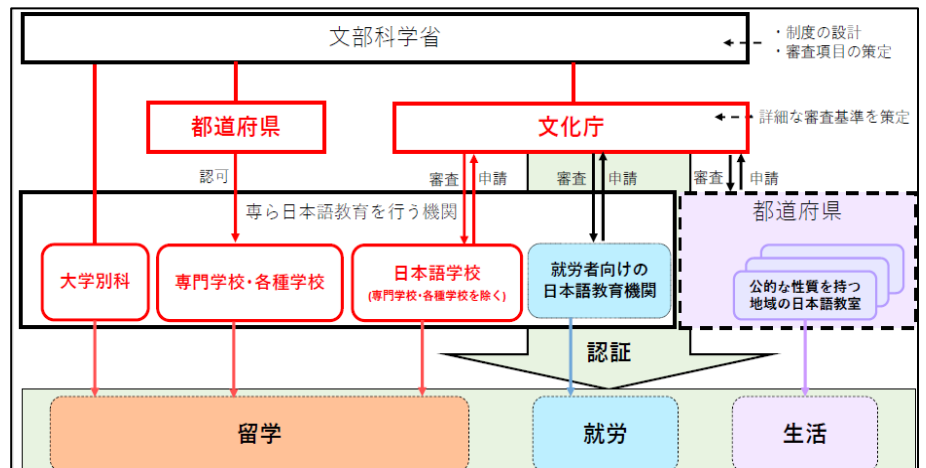 文部科学省
・制度の設計
・審査項目の策定
都道府県
文化庁
詳細な審査基準を策定
認可
審査
申請
審査
申請
審査
申請
専ら日本語教育を行う機関
都道府県
大学別科
専門学校・各種学校
日本語学校
(専門学校・各種学校を除く)
就労者向けの
日本語教育機関
公的な性質を持つ
地域の日本語教室
認証
留学
就労
生活